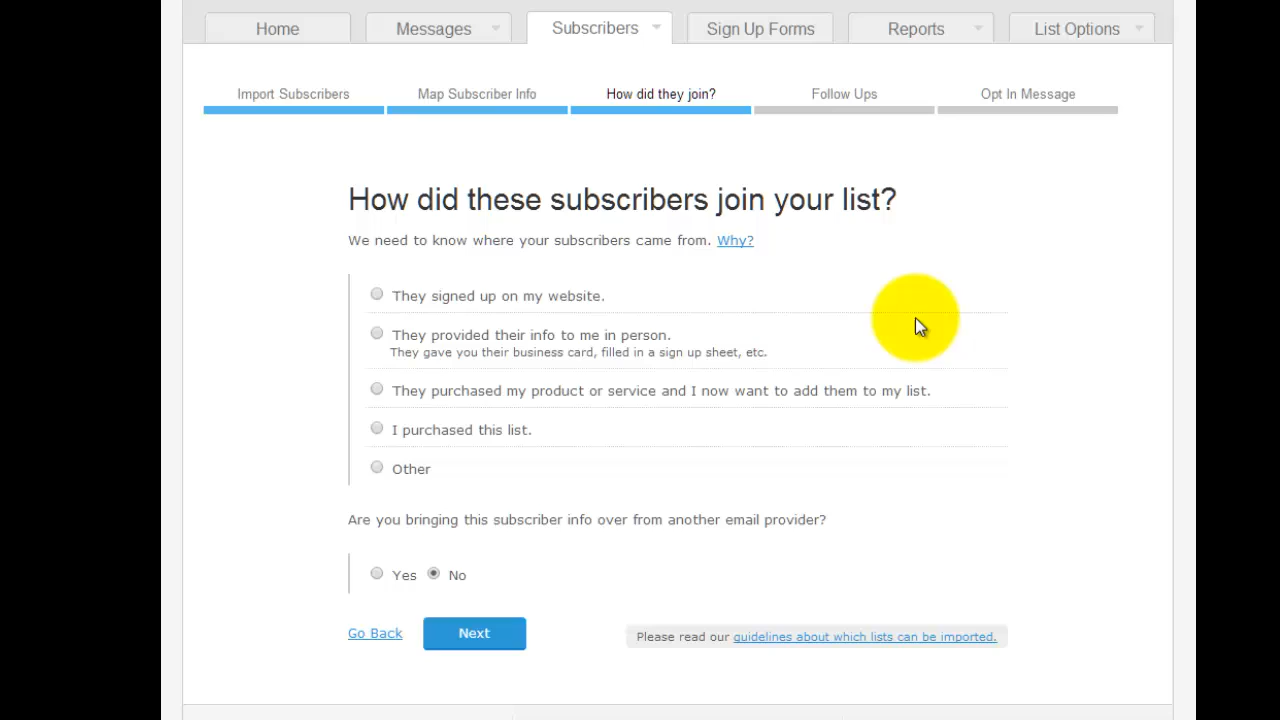 Home Messages Subscribers Sign Up Forms Reports List Options
Import Subscribers Map Subscriber Info How did they join? Follow Ups Opt In Message
How did these subscribers join your list?
We need to know where your subscribers came from. Why?
They signed up on my website.
They provided their info to me in person.
They gave you their business card, filled in a sign up sheet, etc.
They purchased my product or service and I now want to add them to my list.
I purchased this list.
Other
Are you bringing this subscriber info over from another email provider?
Yes No
Go Back Next Please read our guidelines about which lists can be imported.